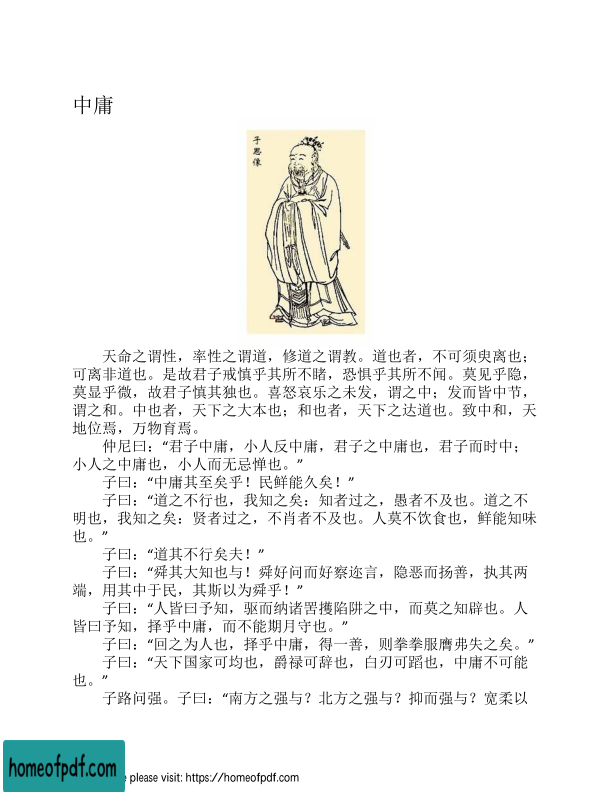 中庸
子思像
天命之谓性，率性之谓道，修道之谓教。道也者，不可须臾离也；
可离非道也。是故君子戒慎乎其所不睹，恐惧乎其所不闻。莫见乎隐，
莫显乎微，故君子慎其独也。喜怒哀乐之未发，谓之中；发而皆中节，
谓之和。中也者，天下之大本也；和也者，天下之达道也。致中和，天
地位焉，万物育焉。
仲尼曰：“君子中庸，小人反中庸，君子之中庸也，君子而时中；
小人之中庸也，小人而无忌惮也。”
子曰：“中庸其至矣乎！民鲜能久矣！”
子曰：“道之不行也，我知之矣：知者过之，愚者不及也。道之不
明也，我知之矣：贤者过之，不肖者不及也。人莫不饮食也，鲜能知味
也。”
子曰：“道其不行矣夫！”
子曰：“舜其大知也与！舜好问而好察迩言，隐恶而扬善，执其两
端，用其中于民，其斯以为舜乎！”
子曰：“人皆曰予知，驱而纳诸罟擭陷阱之中，而莫之知辟也。人
皆曰予知，择乎中庸，而不能期月守也。”
子曰：“回之为人也，择乎中庸，得一善，则拳拳服膺弗失之矣。”
子曰：“天下国家可均也，爵禄可辞也，白刃可蹈也，中庸不可能
也。”
子路问强。子曰：“南方之强与？北方之强与？抑而强与？宽柔以
homeofpdf.com
e please visit: https://homeofpdf.com